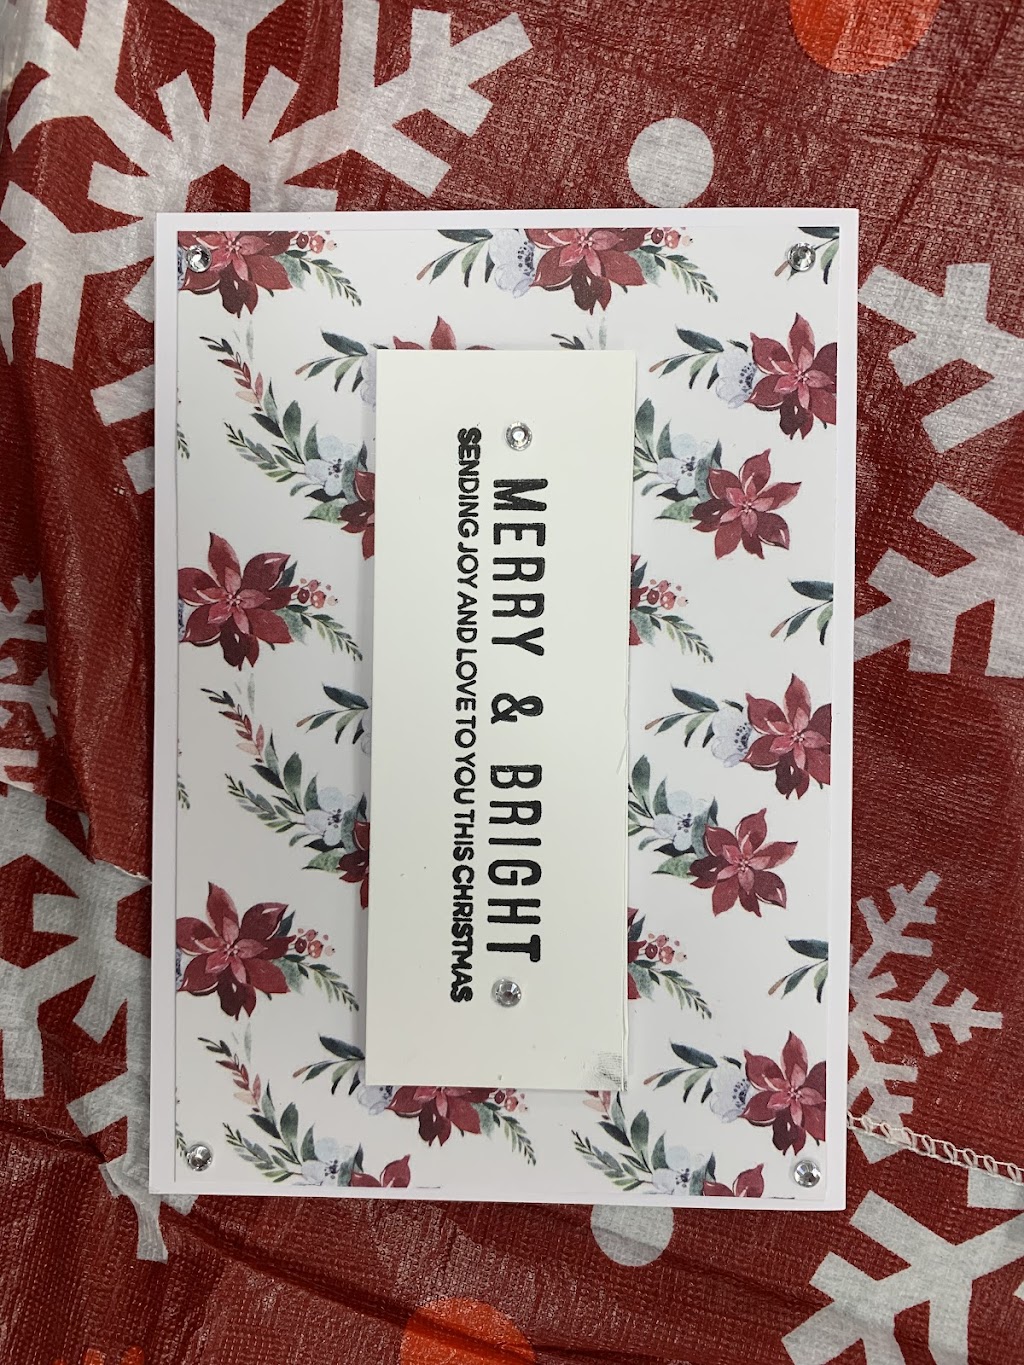 MERRY & BRIGHT
SENDING JOY AND LOVE TO YOU THIS CHRISTMAS